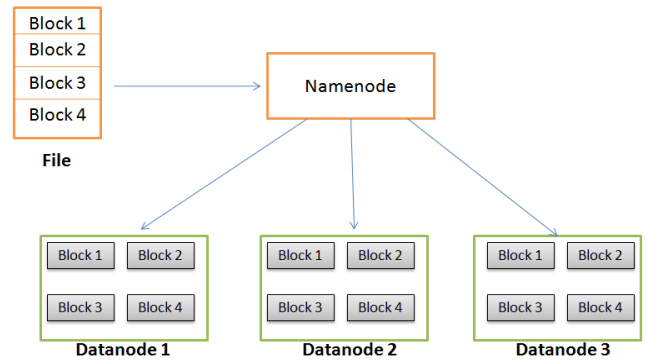 Block 1
Block 2
Block 3
Block 4
File
Namenode
Block 1 Block 2
Block 3 Block 4
Datanode 1
Block 1 Block 2
Block 3 Block 4
Datanode 2
Block 1 Block 2
Block 3 Block 4
Datanode 3